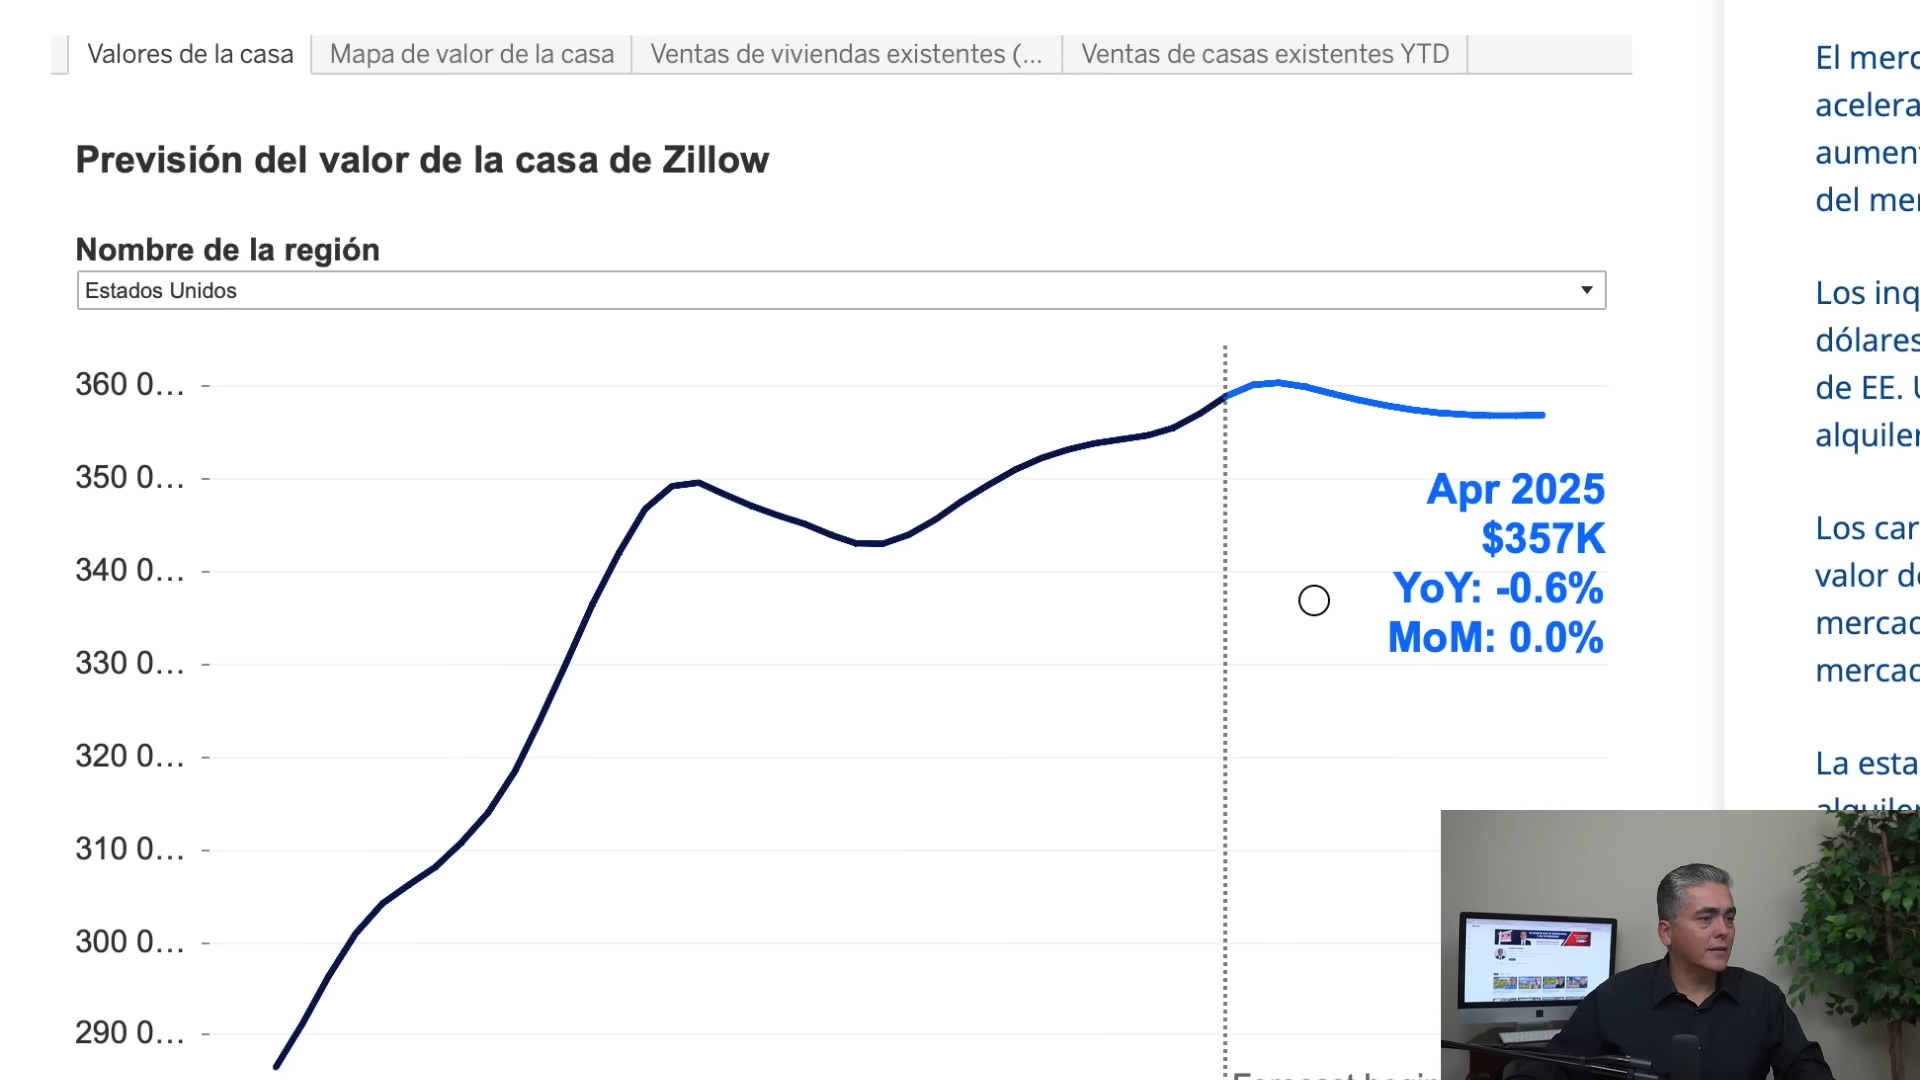 Valores de la casa
Mapa de valor de la casa
Ventas de viviendas existentes (...
Ventas de casas existentes YTD
Previsión del valor de la casa de Zillow
Nombre de la región
Estados Unidos
360 0...
350 0...
340 0...
330 0...
320 0...
310 0...
300 0...
290 0...
Apr 2025
$357K
YoY: -0.6%
MoM: 0.0%
El merc
acelera
aument
del mer
Los inq
dólares
de EE. U
alquiler
Los car
valor de
mercad
mercad
La esta